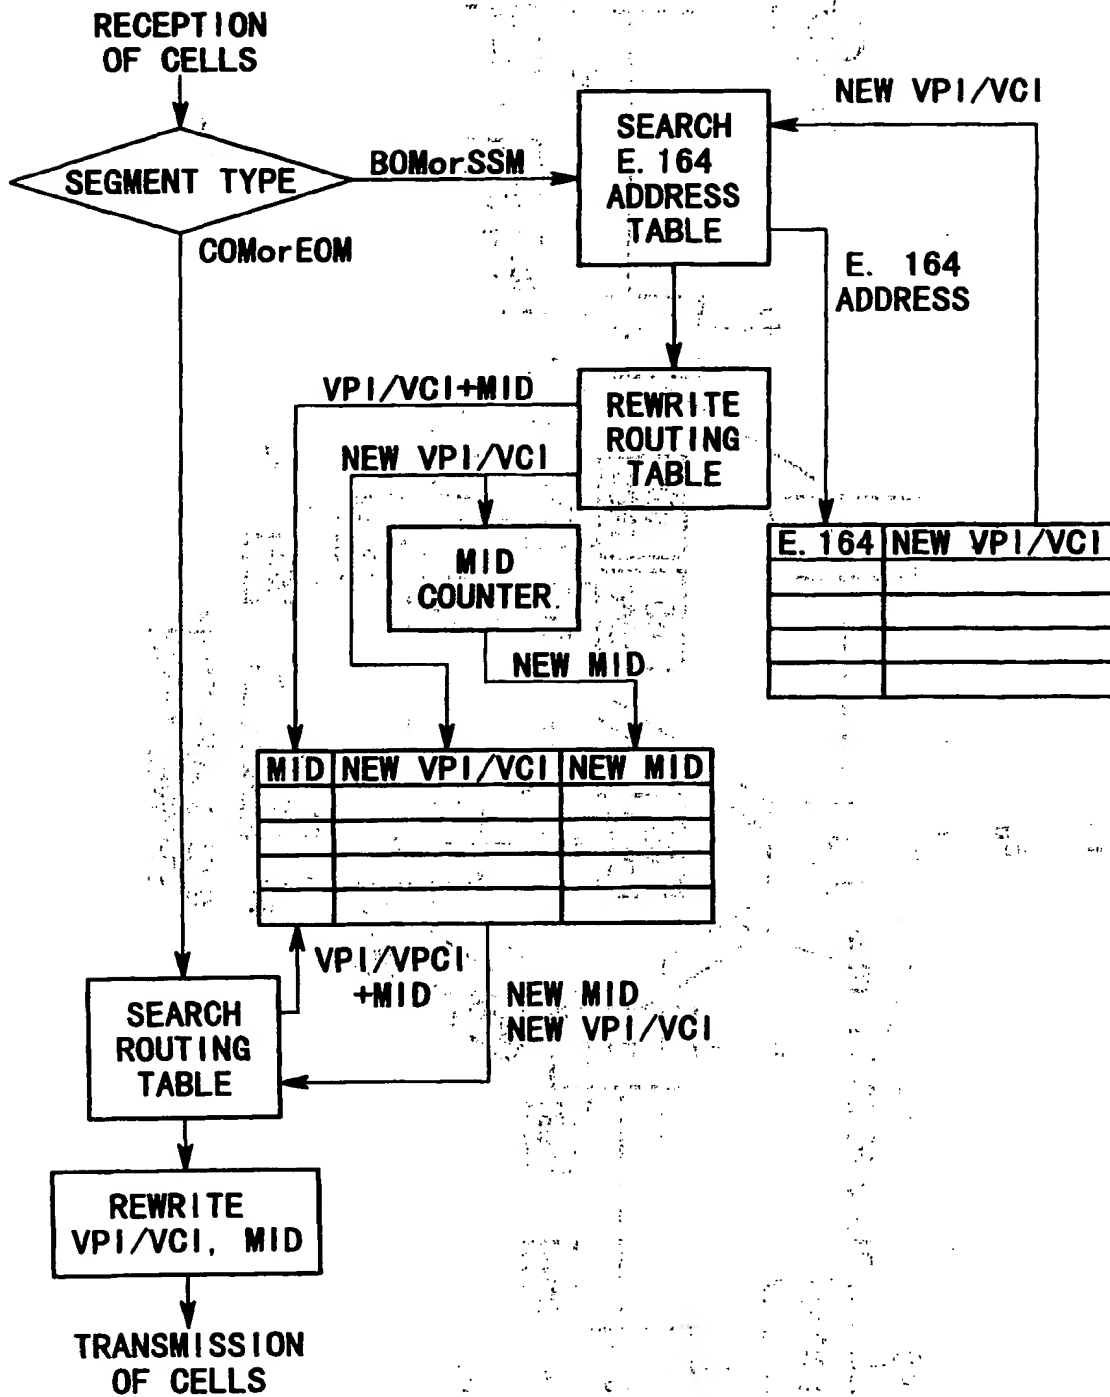 RECEPTION
OF CELLS
SEGMENT TYPE
BOMorSSM
COMorEOM
SEARCH
E. 164
ADDRESS
TABLE
NEW VPI/VCI
E. 164
ADDRESS
VPI/VCI+MID
NEW VPI/VCI
REWRITE
ROUTING
TABLE
MID
COUNTER
NEW MID
E. 164 NEW VPI/VCI
MID NEW VPI/VCI NEW MID
VPI/VPCI
+MID
NEW MID
NEW VPI/VCI
SEARCH
ROUTING
TABLE
REWRITE
VPI/VCI, MID
TRANSMISSION
OF CELLS